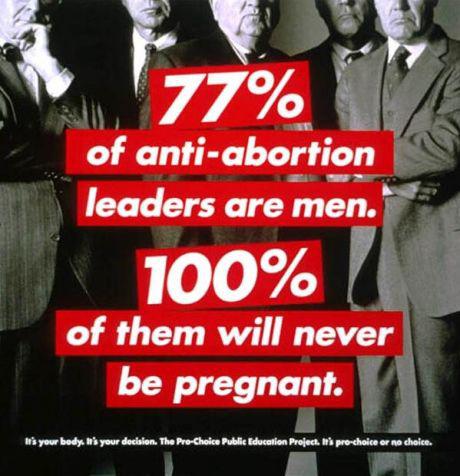 77%
of anti-abortion
leaders are men.
100%
of them will never
be pregnant.
It's your body. It's your decision. The Pro-Choice Public Education Project. It's pro-choice or no choice.